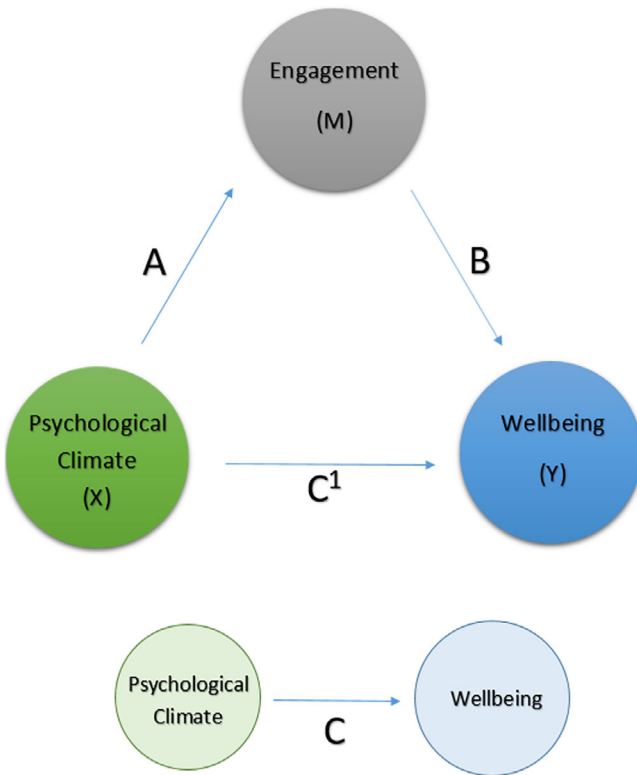 Engagement
(M)
A
B
Psychological
Climate
(X)
C¹
Wellbeing
(Y)
Psychological
Climate
C
Wellbeing